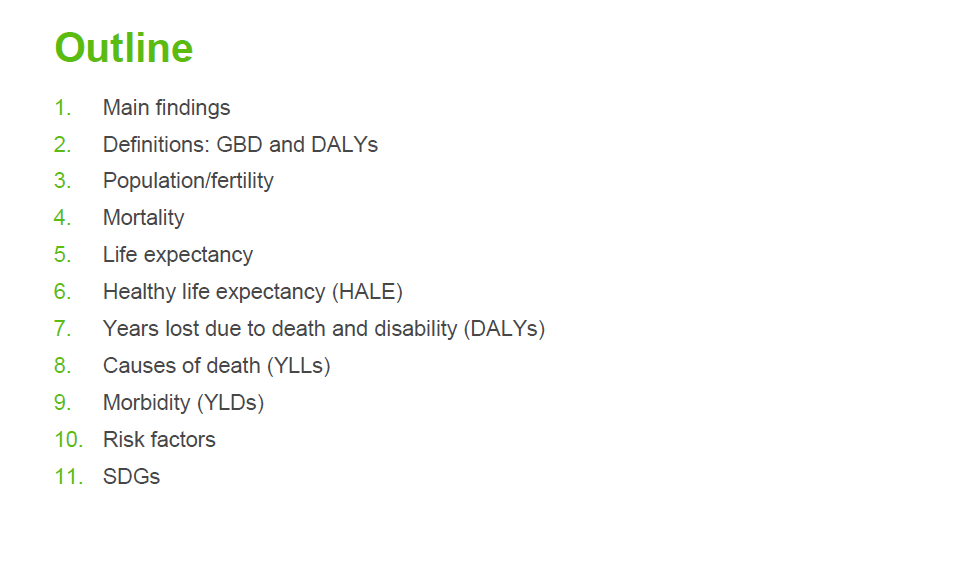 Outline
1. Main findings
2. Definitions: GBD and DALYs
3. Population/fertility
4. Mortality
5. Life expectancy
6. Healthy life expectancy (HALE)
7. Years lost due to death and disability (DALYs)
8. Causes of death (YLLs)
9. Morbidity (YLDs)
10. Risk factors
11. SDGs